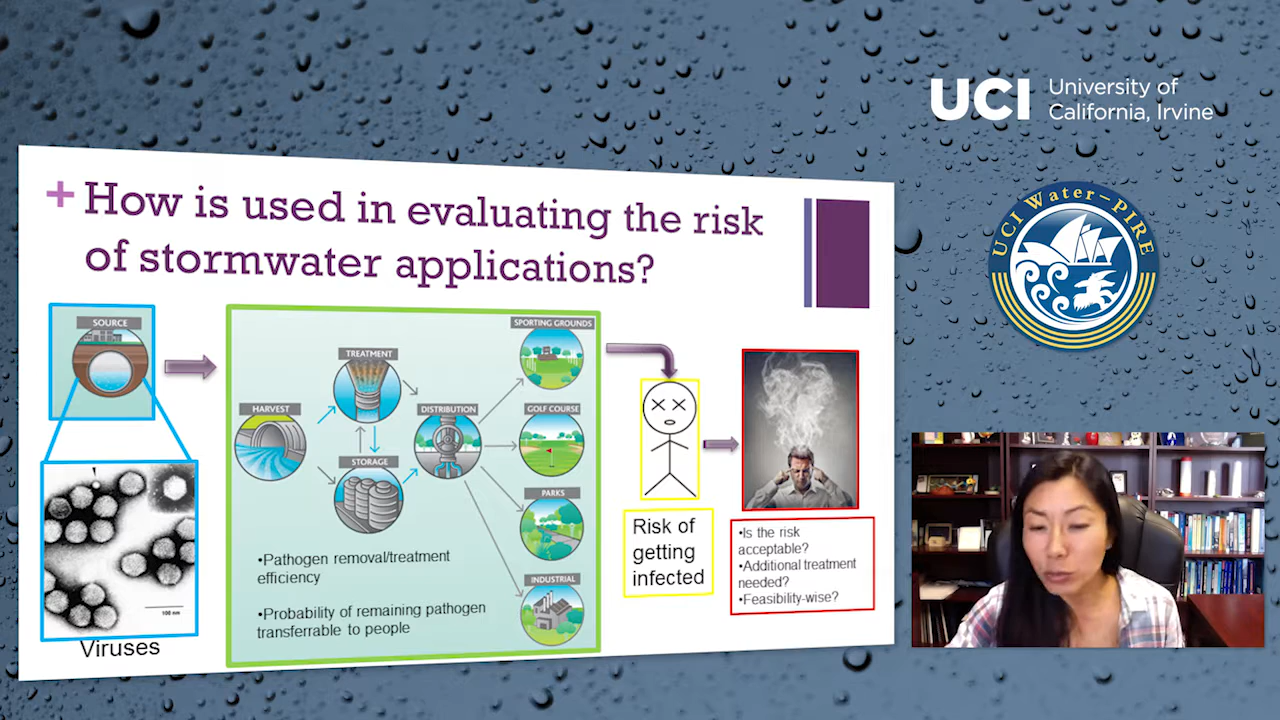 UCI University of
California, Irvine
UCI Water-PIRE
+ How is used in evaluating the risk
of stormwater applications?
SOURCE
Viruses
100 nm
HARVEST
TREATMENT
STORAGE
DISTRIBUTION
SPORTING GROUNDS
GOLF COURSE
PARKS
INDUSTRIAL
•Pathogen removal/treatment
efficiency
•Probability of remaining pathogen
transferrable to people
Risk of
getting
infected
•Is the risk
acceptable?
•Additional treatment
needed?
•Feasibility-wise?